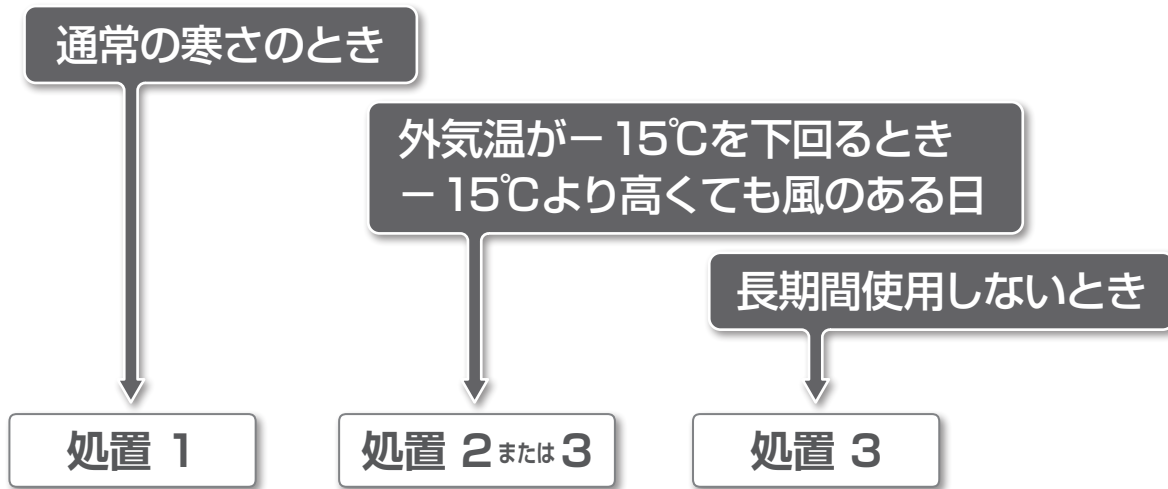 通常の寒さのとき
外気温が－15℃を下回るとき
－15℃より高くても風のある日
長期間使用しないとき
処置 1
処置 2または3
処置 3